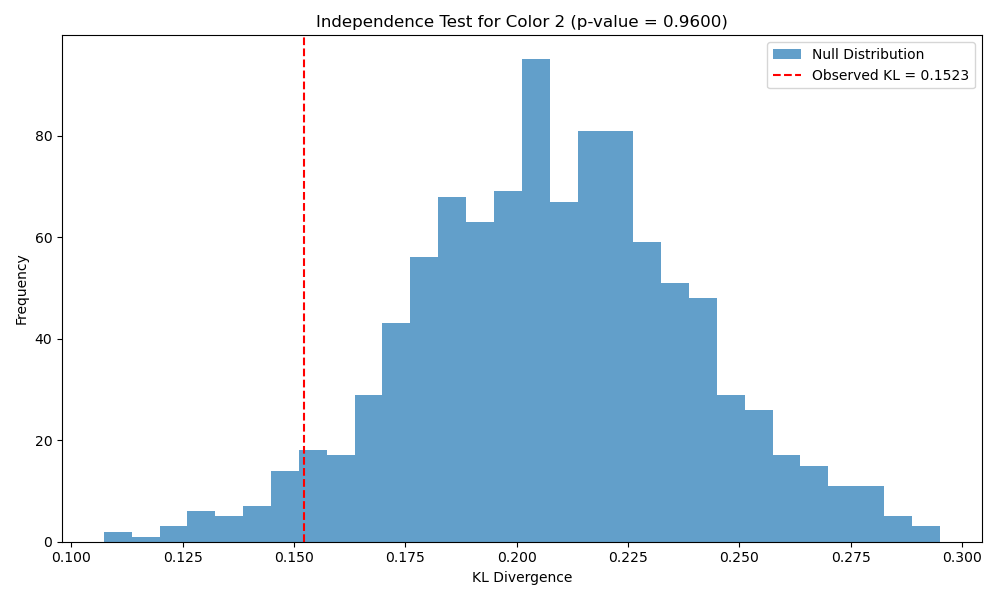 Independence Test for Color 2 (p-value = 0.9600)
Null Distribution
Observed KL = 0.1523
Frequency
80
60
40
20
0
0.100 0.125 0.150 0.175 0.200 0.225 0.250 0.275 0.300
KL Divergence